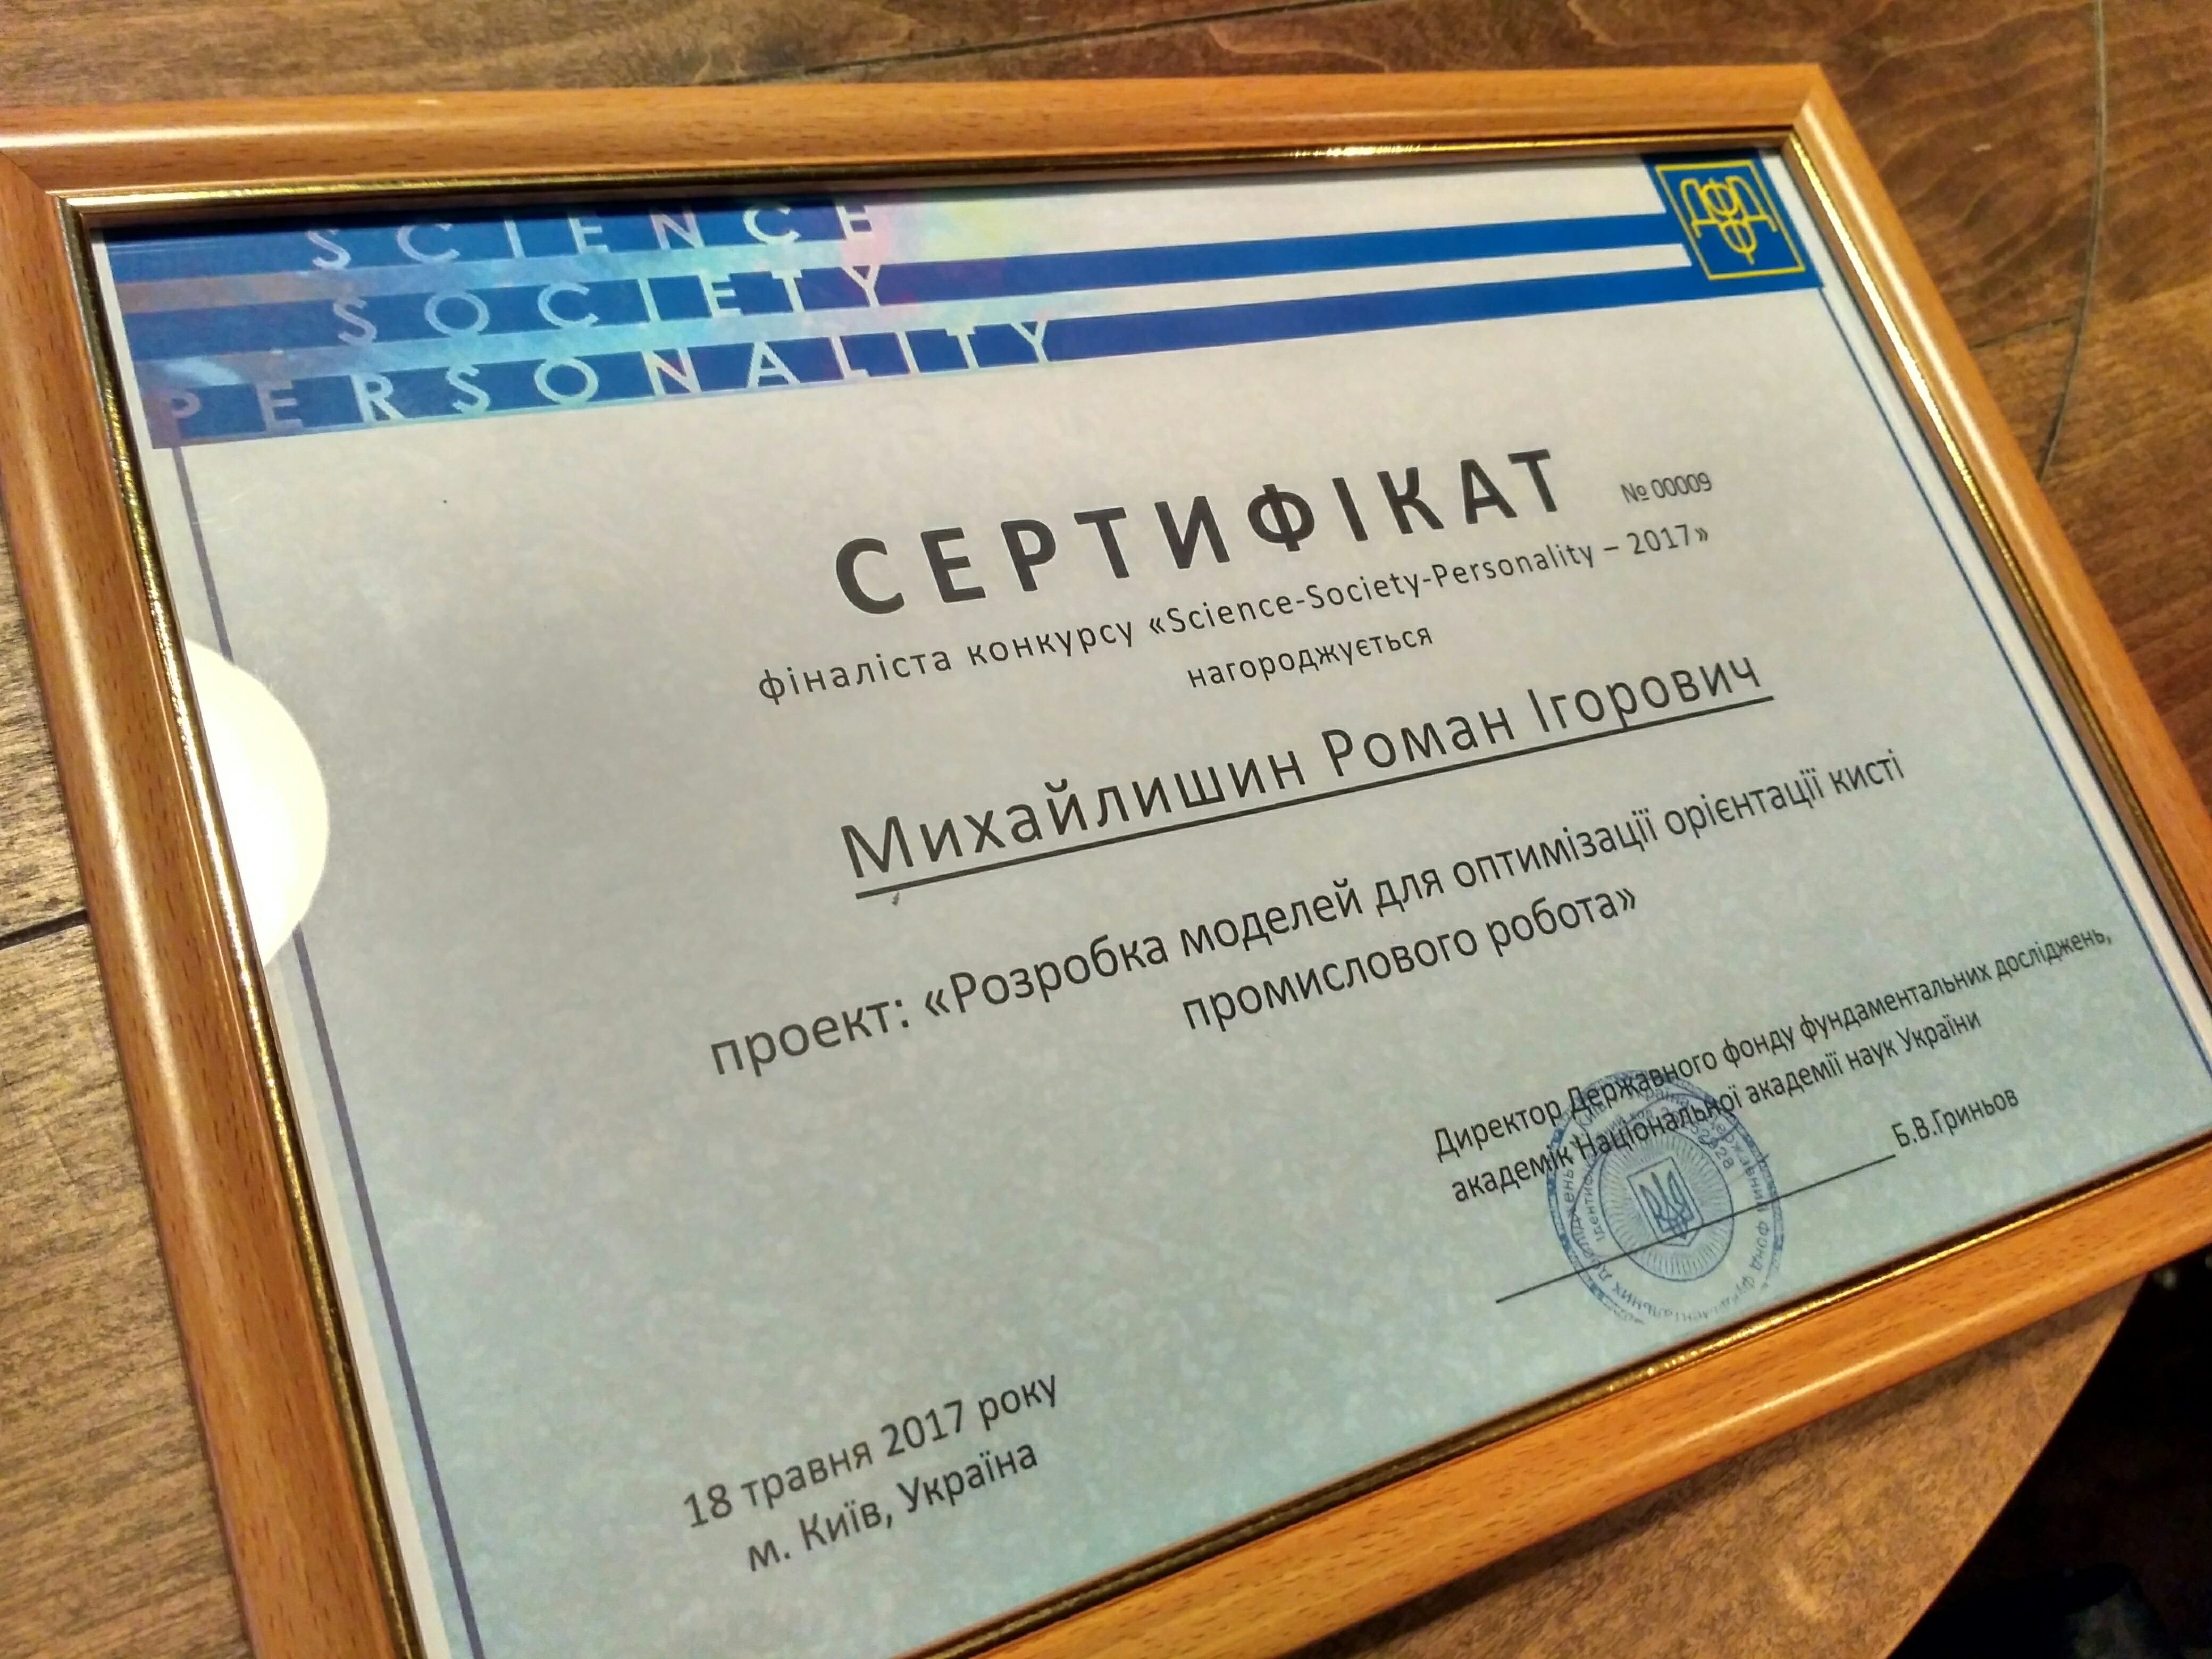 SCIENCE
SOCIETY
PERSONALITY
СЕРТИФІКАТ № 00009
фіналіста конкурсу «Science-Society-Personality – 2017»
нагороджується
Михайлишин Роман Ігорович
проект: «Розробка моделей для оптимізації орієнтації кисті
промислового робота»
Директор Державного фонду фундаментальних досліджень,
академік Національної академії наук України
Б.В.Гриньов
18 травня 2017 року
м. Київ, Україна